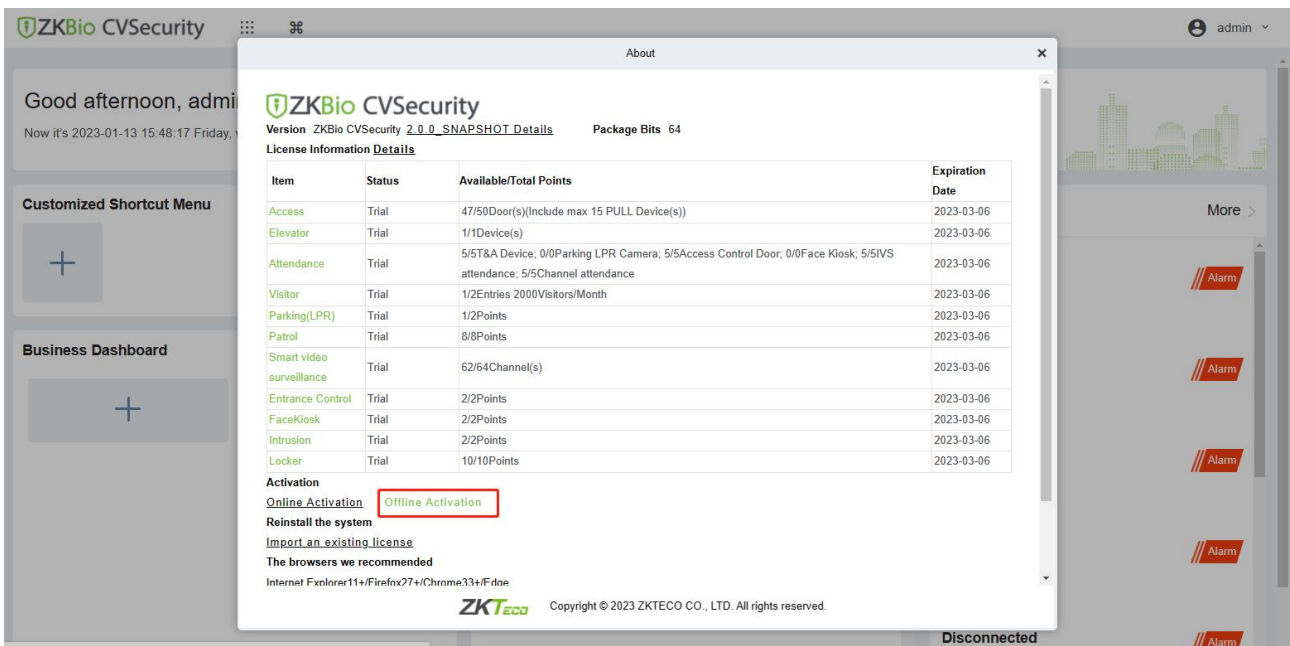 ZKBio CVSecurity
admin
About
Good afternoon, admi
Now it's 2023-01-13 15:48:17 Friday,
Customized Shortcut Menu
Business Dashboard
ZKBio CVSecurity
Version ZKBio CVSecurity 2.0.0_SNAPSHOT Details Package Bits 64
License Information Details
Item Status Available/Total Points Expiration
Date
Access Trial 47/50Door(s)(Include max 15 PULL Device(s)) 2023-03-06
Elevator Trial 1/1Device(s) 2023-03-06
Attendance Trial 5/5T&A Device; 0/0Parking LPR Camera; 5/5Access Control Door; 0/0Face Kiosk; 5/5IVS
attendance; 5/5Channel attendance 2023-03-06
Visitor Trial 1/2Entries 2000Visitors/Month 2023-03-06
Parking(LPR) Trial 1/2Points 2023-03-06
Patrol Trial 8/8Points 2023-03-06
Smart video
surveillance Trial 62/64Channel(s) 2023-03-06
Entrance Control Trial 2/2Points 2023-03-06
FaceKiosk Trial 2/2Points 2023-03-06
Intrusion Trial 2/2Points 2023-03-06
Locker Trial 10/10Points 2023-03-06
Activation
Online Activation Offline Activation
Reinstall the system
Import an existing license
The browsers we recommended
Internet Explorer11+/Firefox27+/Chrome33+/Edge
ZKTeco Copyright © 2023 ZKTECO CO., LTD. All rights reserved.
More
Alarm
Alarm
Alarm
Alarm
Disconnected
Alarm